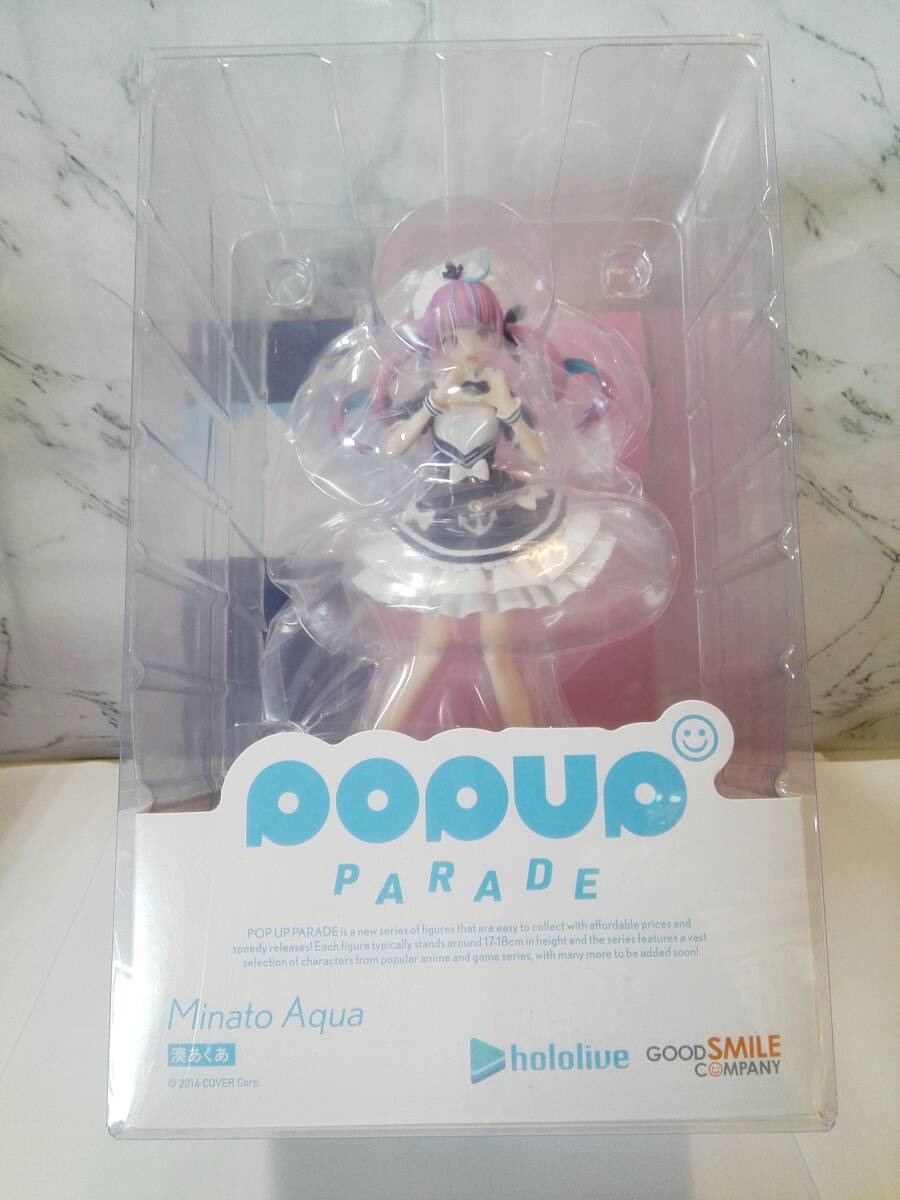 POPUP
PARADE
POP UP PARADE is a new series of figures that are easy to collect with affordable prices and
speedy releases! Each figure typically stands around 17-18cm in height and the series features a vast
selection of characters from popular anime and game series, with many more to be added soon!
Minato Aqua
湊あくあ
© 2016 COVER Corp.
hololive
GOOD SMILE
COMPANY